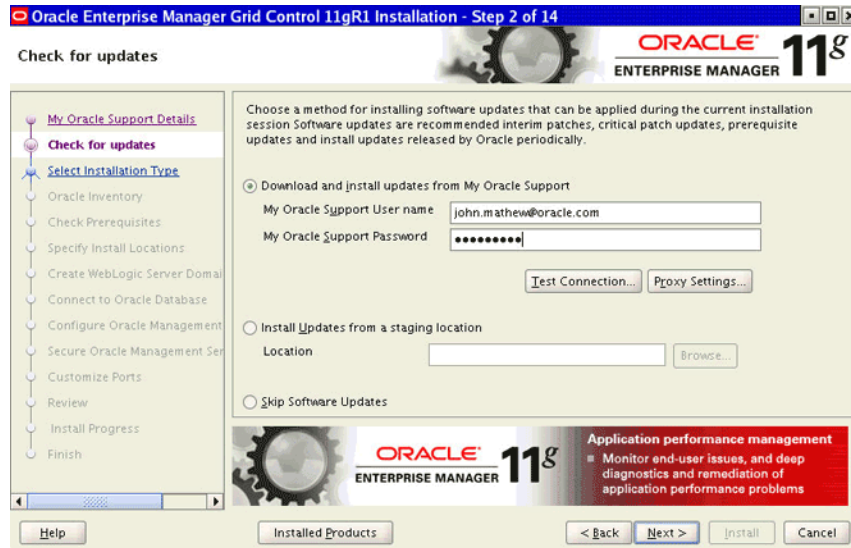 Oracle Enterprise Manager Grid Control 11gR1 Installation - Step 2 of 14
Check for updates
ORACLE
ENTERPRISE MANAGER 11g
My Oracle Support Details
Check for updates
Select Installation Type
Oracle Inventory
Check Prerequisites
Specify Install Locations
Create WebLogic Server Domai
Connect to Oracle Database
Configure Oracle Management
Secure Oracle Management Ser
Customize Ports
Review
Install Progress
Finish
Choose a method for installing software updates that can be applied during the current installation
session Software updates are recommended interim patches, critical patch updates, prerequisite
updates and install updates released by Oracle periodically.
Download and install updates from My Oracle Support
My Oracle Support User name john.mathew@oracle.com
My Oracle Support Password •••••••••
Test Connection... Proxy Settings...
Install Updates from a staging location
Location Browse...
Skip Software Updates
ORACLE
ENTERPRISE MANAGER 11g
Application performance management
Monitor end-user issues, and deep
diagnostics and remediation of
application performance problems
Help Installed Products < Back Next > Install Cancel